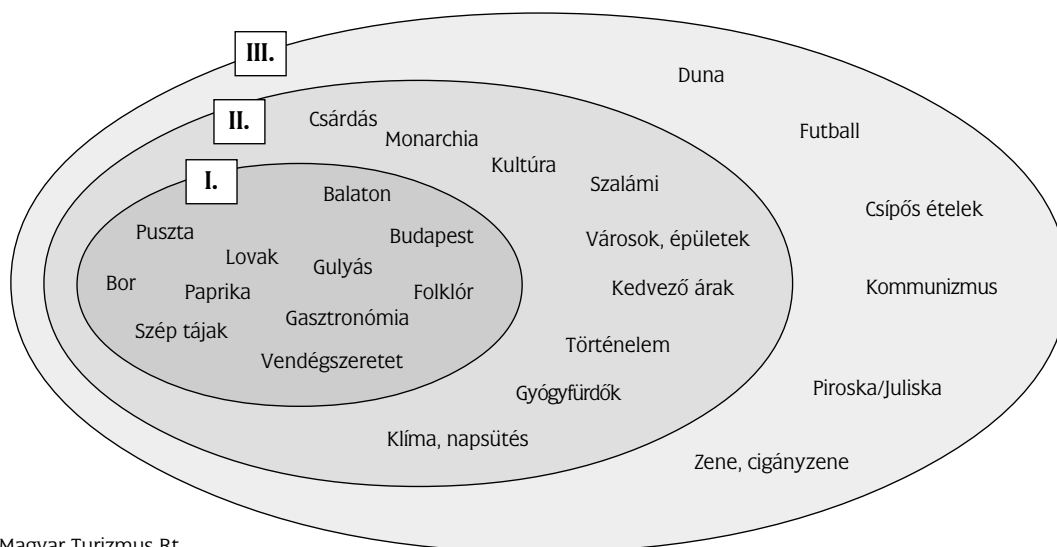 III.
Duna
II.
Csárdás
Futball
Monarchia
Kultúra
I.
Szalámi
Balaton
Csípős ételek
Puszta
Budapest
Városok, épületek
Lovak
Gulyás
Bor
Paprika
Folklór
Kedvező árak
Kommunizmus
Gasztronómia
Szép tájak
Történelem
Vendégszeretet
Gyógyfürdők
Piroska/Juliska
Klíma, napsütés
Zene, cigányzene
Magyar Turizmus Rt.